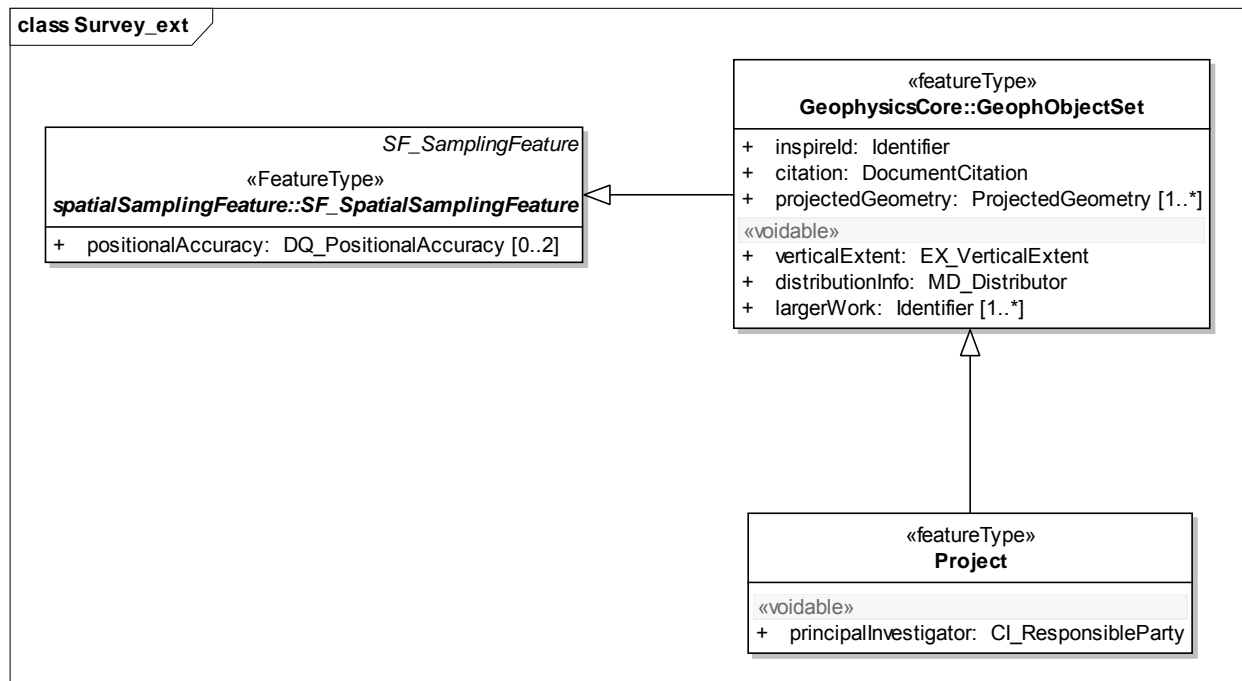 class Survey_ext
SF_SamplingFeature
«FeatureType»
spatialSamplingFeature::SF_SpatialSamplingFeature
+ positionalAccuracy: DQ_PositionalAccuracy [0..2]
«featureType»
GeophysicsCore::GeophObjectSet
+ inspireId: Identifier
+ citation: DocumentCitation
+ projectedGeometry: ProjectedGeometry [1..*]
«voidable»
+ verticalExtent: EX_VerticalExtent
+ distributionInfo: MD_Distributor
+ largerWork: Identifier [1..*]
«featureType»
Project
«voidable»
+ principalInvestigator: CI_ResponsibleParty